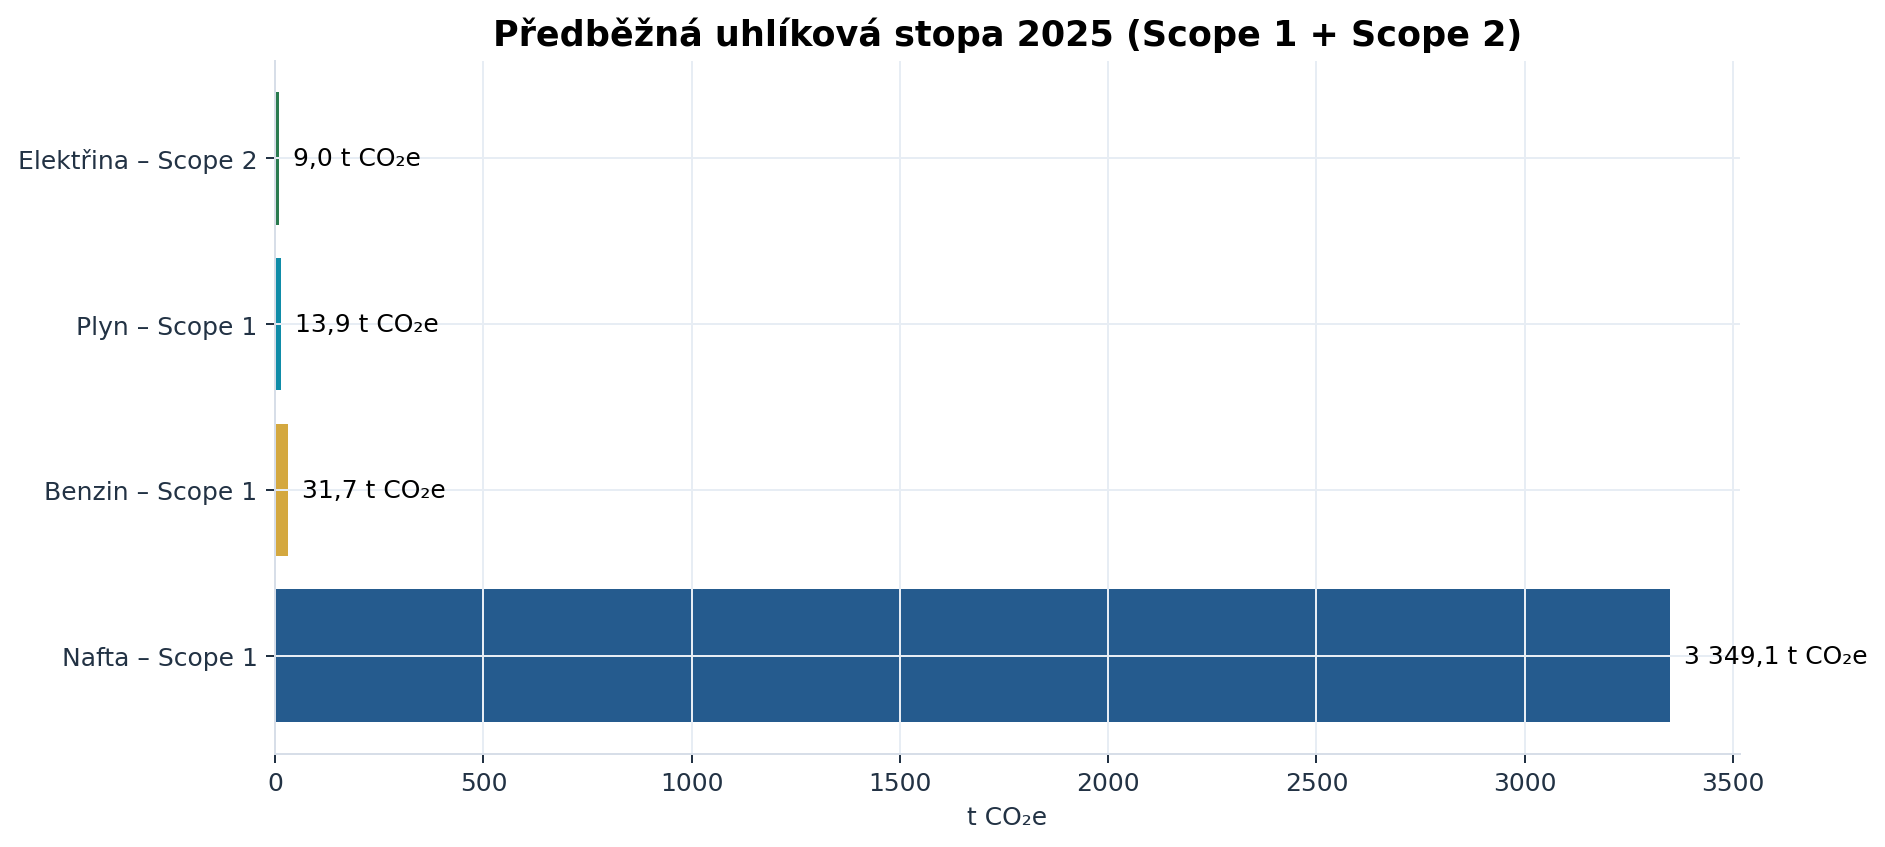 Předběžná uhlíková stopa 2025 (Scope 1 + Scope 2)
Elektřina – Scope 2
9,0 t CO₂e
Plyn – Scope 1
13,9 t CO₂e
Benzin – Scope 1
31,7 t CO₂e
Nafta – Scope 1
3 349,1 t CO₂e
0 500 1000 1500 2000 2500 3000 3500
t CO₂e